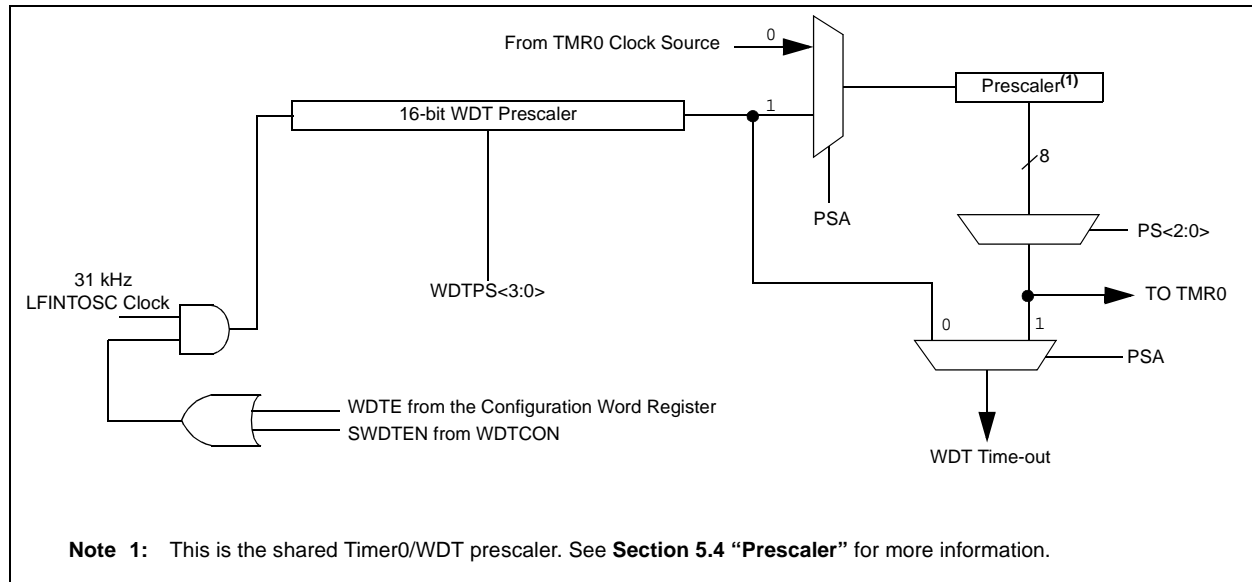 From TMR0 Clock Source
0
Prescaler(1)
16-bit WDT Prescaler
1
8
PSA
PS<2:0>
31 kHz
LFINTOSC Clock
WDTPS<3:0>
TO TMR0
0
1
PSA
WDTE from the Configuration Word Register
SWDTEN from WDTCON
WDT Time-out
Note 1: This is the shared Timer0/WDT prescaler. See Section 5.4 “Prescaler” for more information.